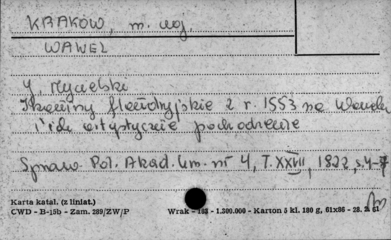 KRAKÓW, m. woj
WAWEL
J. Mycielski
Tkaniny flandryjskie z r. 1553 na Wawelu
i ich artystyczne pochodzenie
Spraw. Pol. Akad. Um. nr 4, T. XXVII, 1922, s. 4-7
Karta katal. (z liniat.)
CWD - B-15b - Zam. 289/ZW/P Wrak - 193 - 1.300.000 - Karton 5 kl. 180 g, 61x86 - 28. 2 61